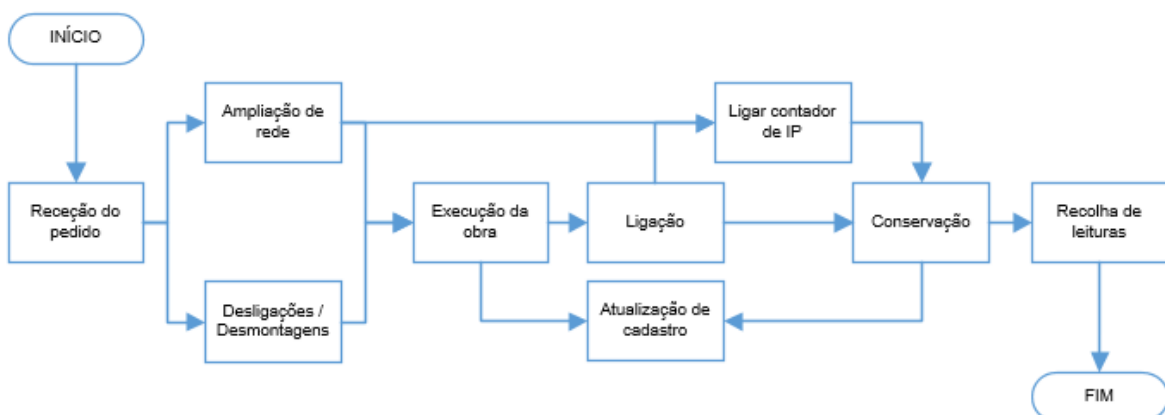 INÍCIO
Ampliação de
rede
Ligar contador
de IP
Receção do
pedido
Execução da
obra
Ligação
Conservação
Recolha de
leituras
Desligações /
Desmontagens
Atualização de
cadastro
FIM